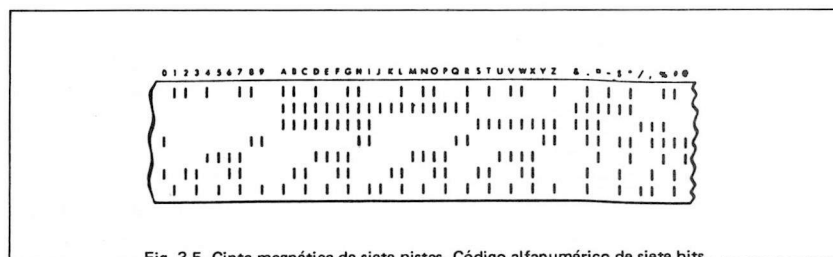 0 1 2 3 4 5 6 7 8 9 A B C D E F G H I J K L M N O P Q R S T U V W X Y Z & . ¤ - $ * / , % # @
Fig. 2.5. Cinta magnética de siete pistas. Código alfanumérico de siete bits